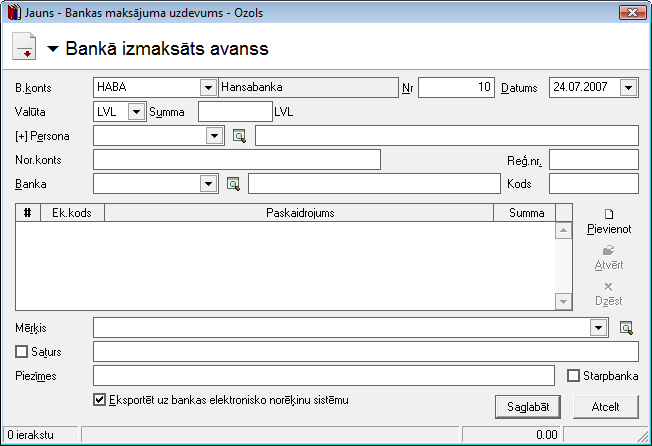 Jauns - Bankas maksājuma uzdevums - Ozols
Bankā izmaksāts avanss
B.konts HABA Hansabanka Nr 10 Datums 24.07.2007
Valūta LVL Summa LVL
[+] Persona
Nor.konts Reģ.nr.
Banka Kods
# Ek.kods Paskaidrojums Summa
Pievienot
Atvērt
Dzēst
Mērķis
Saturs
Piezīmes Starpbanka
Eksportēt uz bankas elektronisko norēķinu sistēmu
Saglabāt Atcelt
0 ierakstu 0.00